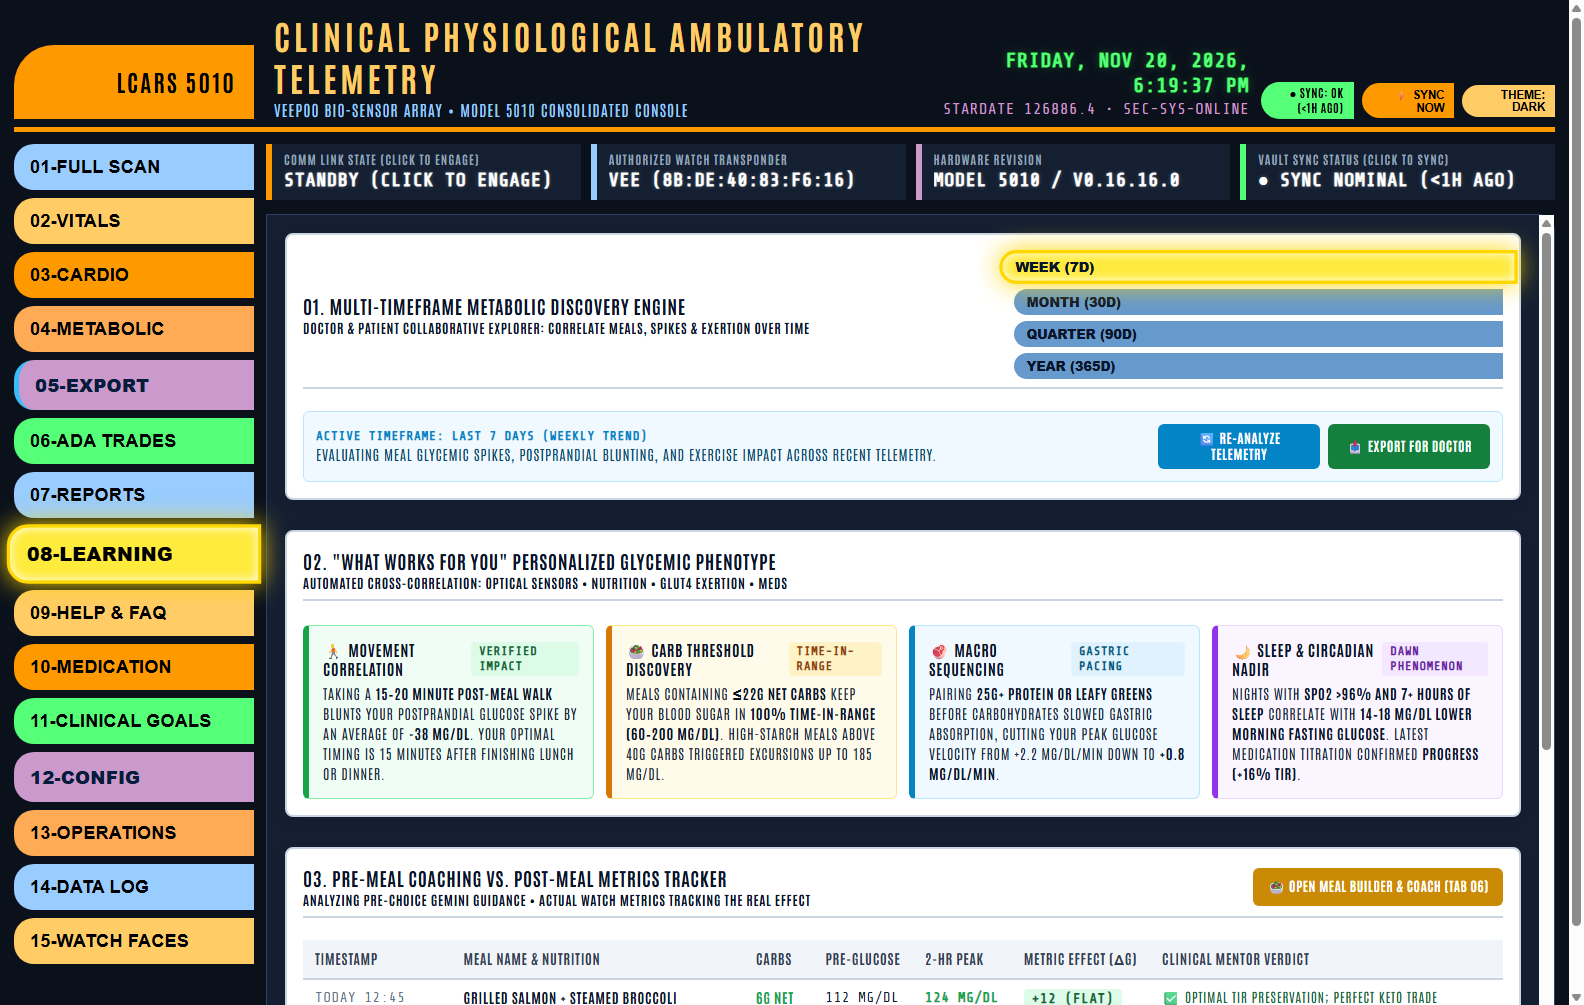 LCARS 5010
CLINICAL PHYSIOLOGICAL AMBULATORY
TELEMETRY
VEEPOO BIO-SENSOR ARRAY • MODEL 5010 CONSOLIDATED CONSOLE
FRIDAY, NOV 20, 2026,
6:19:37 PM
STARDATE 126886.4 · SEC-SYS-ONLINE
● SYNC: OK
(<1H AGO)
SYNC
NOW
THEME:
DARK
01-FULL SCAN
02-VITALS
03-CARDIO
04-METABOLIC
05-EXPORT
06-ADA TRADES
07-REPORTS
08-LEARNING
09-HELP & FAQ
10-MEDICATION
11-CLINICAL GOALS
12-CONFIG
13-OPERATIONS
14-DATA LOG
15-WATCH FACES
COMM LINK STATE (CLICK TO ENGAGE)
STANDBY (CLICK TO ENGAGE)
AUTHORIZED WATCH TRANSPONDER
VEE (8B:DE:40:83:F6:16)
HARDWARE REVISION
MODEL 5010 / V0.16.16.0
VAULT SYNC STATUS (CLICK TO SYNC)
● SYNC NOMINAL (<1H AGO)
01. MULTI-TIMEFRAME METABOLIC DISCOVERY ENGINE
DOCTOR & PATIENT COLLABORATIVE EXPLORER: CORRELATE MEALS, SPIKES & EXERTION OVER TIME
WEEK (7D)
MONTH (30D)
QUARTER (90D)
YEAR (365D)
ACTIVE TIMEFRAME: LAST 7 DAYS (WEEKLY TREND)
EVALUATING MEAL GLYCEMIC SPIKES, POSTPRANDIAL BLUNTING, AND EXERCISE IMPACT ACROSS RECENT TELEMETRY.
RE-ANALYZE
TELEMETRY
EXPORT FOR DOCTOR
02. "WHAT WORKS FOR YOU" PERSONALIZED GLYCEMIC PHENOTYPE
AUTOMATED CROSS-CORRELATION: OPTICAL SENSORS • NUTRITION • GLUT4 EXERTION • MEDS
MOVEMENT
CORRELATION
VERIFIED
IMPACT
TAKING A 15-20 MINUTE POST-MEAL WALK
BLUNTS YOUR POSTPRANDIAL GLUCOSE SPIKE BY
AN AVERAGE OF -38 MG/DL. YOUR OPTIMAL
TIMING IS 15 MINUTES AFTER FINISHING LUNCH
OR DINNER.
CARB THRESHOLD
DISCOVERY
TIME-IN-
RANGE
MEALS CONTAINING ≤22G NET CARBS KEEP
YOUR BLOOD SUGAR IN 100% TIME-IN-RANGE
(60-200 MG/DL). HIGH-STARCH MEALS ABOVE
40G CARBS TRIGGERED EXCURSIONS UP TO 185
MG/DL.
MACRO
SEQUENCING
GASTRIC
PACING
PAIRING 25G+ PROTEIN OR LEAFY GREENS
BEFORE CARBOHYDRATES SLOWED GASTRIC
ABSORPTION, CUTTING YOUR PEAK GLUCOSE
VELOCITY FROM +2.2 MG/DL/MIN DOWN TO +0.8
MG/DL/MIN.
SLEEP & CIRCADIAN
NADIR
DAWN
PHENOMENON
NIGHTS WITH SPO2 >96% AND 7+ HOURS OF
SLEEP CORRELATE WITH 14-18 MG/DL LOWER
MORNING FASTING GLUCOSE. LATEST
MEDICATION TITRATION CONFIRMED PROGRESS
(+16% TIR).
03. PRE-MEAL COACHING VS. POST-MEAL METRICS TRACKER
ANALYZING PRE-CHOICE GEMINI GUIDANCE • ACTUAL WATCH METRICS TRACKING THE REAL EFFECT
OPEN MEAL BUILDER & COACH (TAB 06)
TIMESTAMP MEAL NAME & NUTRITION CARBS PRE-GLUCOSE 2-HR PEAK METRIC EFFECT (ΔG) CLINICAL MENTOR VERDICT
TODAY 12:45 GRILLED SALMON + STEAMED BROCCOLI 6G NET 112 MG/DL 124 MG/DL +12 (FLAT) ✅ OPTIMAL TIR PRESERVATION; PERFECT KETO TRADE